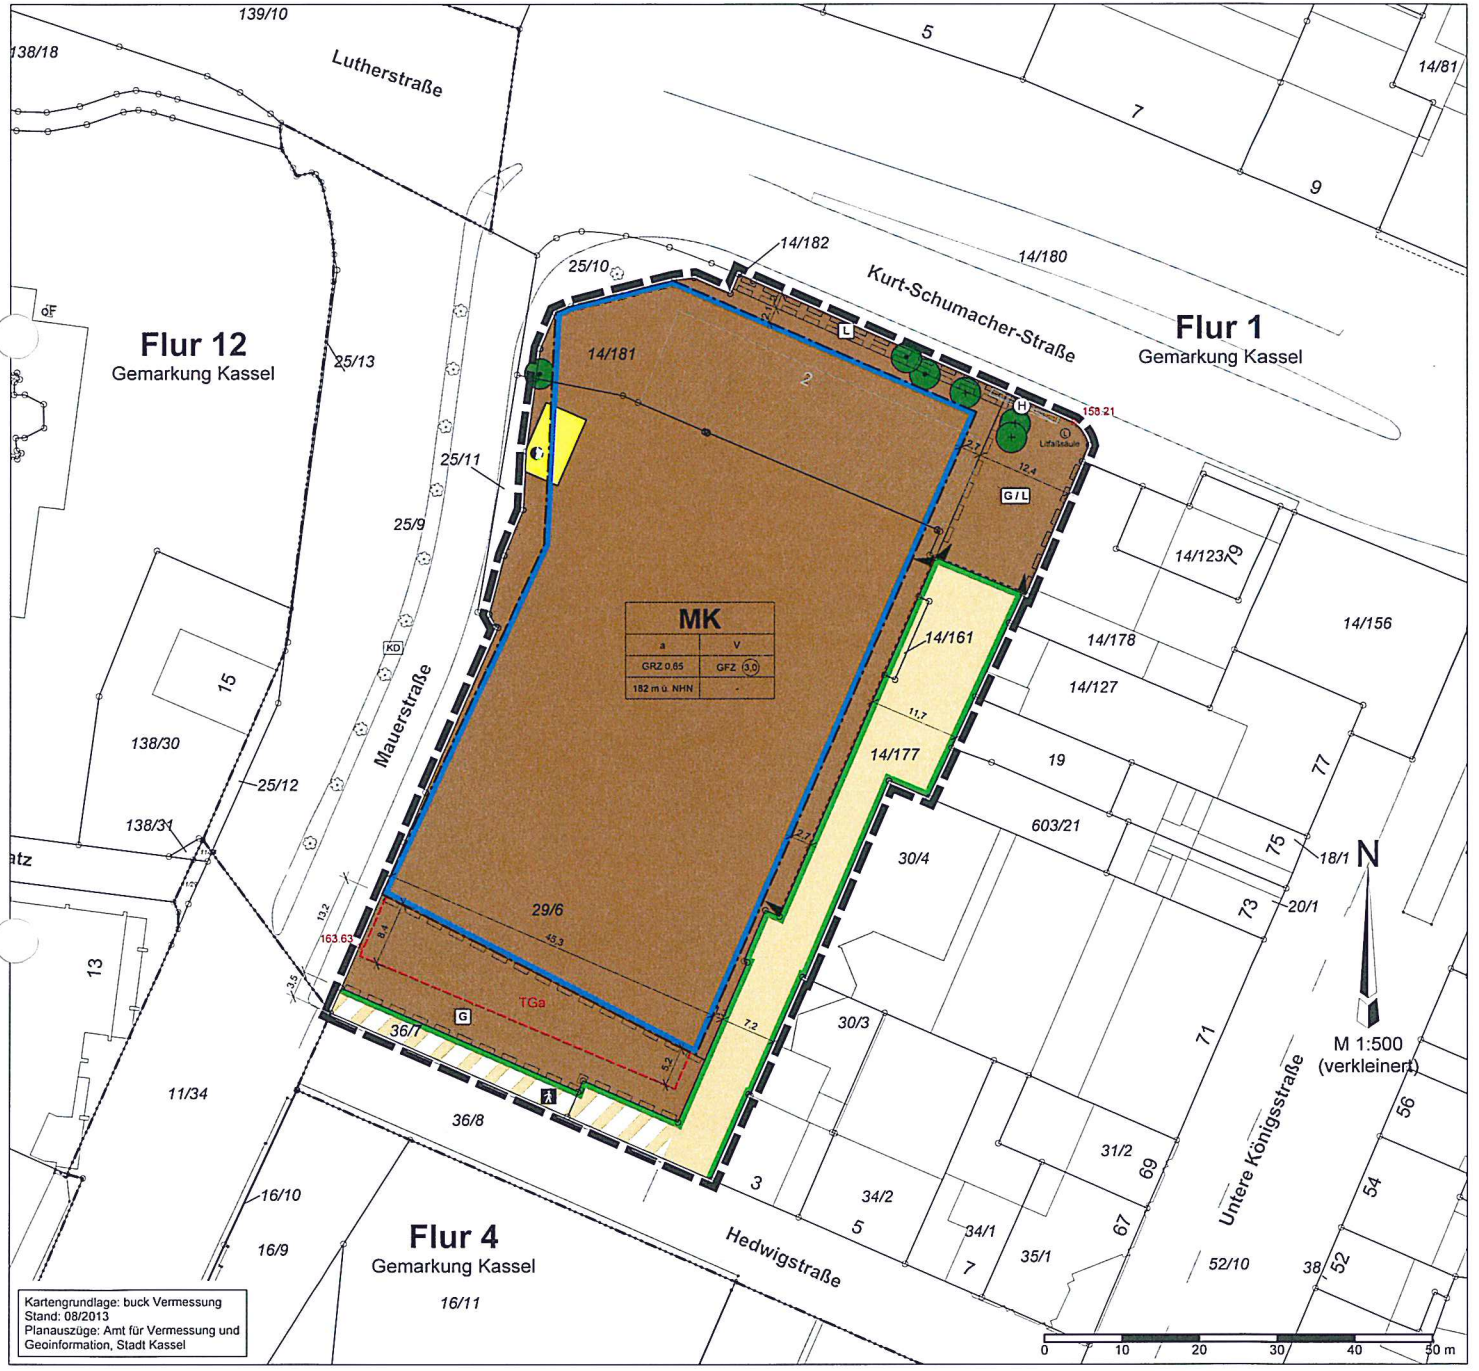 139/10
138/18
Lutherstraße
5
14/81
7
9
14/182
14/180
25/10
Kurt-Schumacher-Straße
Flur 1
Gemarkung Kassel
Flur 12
Gemarkung Kassel
25/13
14/181
2
L
H
158.21
L
Litfaßsäule
2,7
12,4
G / L
25/11
25/9
14/123
79
14/156
14/178
14/127
MK
a V
GRZ 0,65 GFZ 3,0
182 m ü. NHN -
14/161
11,7
14/177
KD
15
Mauerstraße
138/30
25/12
138/31
atz
19
77
603/21
75
18/1
N
30/4
2,7
73
20/1
29/6
45,3
13,2
8,4
163.63
3,5
13
TGa
G
36/7
7,2
5,2
30/3
71
M 1:500
(verkleinert)
11/34
36/8
56
31/2
69
Untere Königsstraße
54
3
34/2
5
34/1
7
67
35/1
52/10
38
52
16/10
16/9
Flur 4
Gemarkung Kassel
16/11
Hedwigstraße
Kartengrundlage: buck Vermessung
Stand: 08/2013
Planauszüge: Amt für Vermessung und
Geoinformation, Stadt Kassel
0 10 20 30 40 50 m